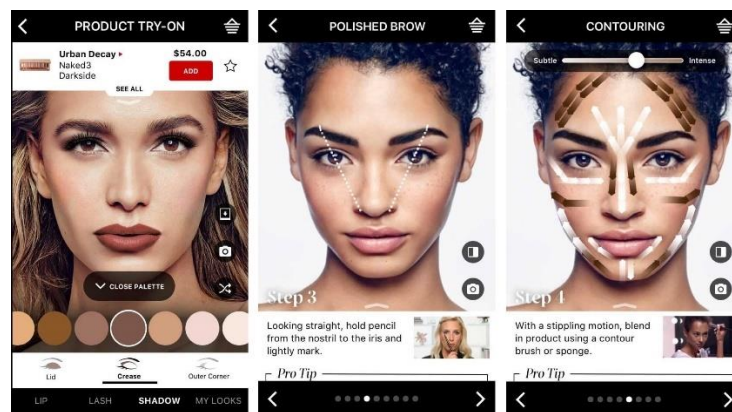 PRODUCT TRY-ON
Urban Decay ▸ $54.00
Naked3
Darkside
ADD
SEE ALL
CLOSE PALETTE
Lid Crease Outer Corner
LIP LASH SHADOW MY LOOKS
POLISHED BROW
Step 3
Looking straight, hold pencil
from the nostril to the iris and
lightly mark.
Pro Tip
CONTOURING
Subtle Intense
Step 4
With a stippling motion, blend
in product using a contour
brush or sponge.
Pro Tip